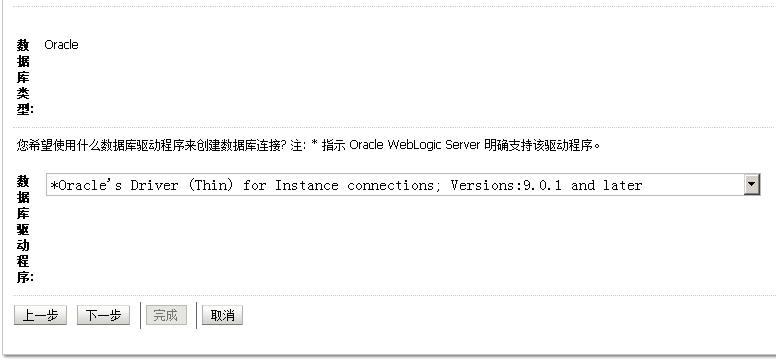 数据库类型: Oracle
您希望使用什么数据库驱动程序来创建数据库连接? 注: * 指示 Oracle WebLogic Server 明确支持该驱动程序。
数据库驱动程序: *Oracle's Driver (Thin) for Instance connections; Versions:9.0.1 and later
上一步 下一步 完成 取消